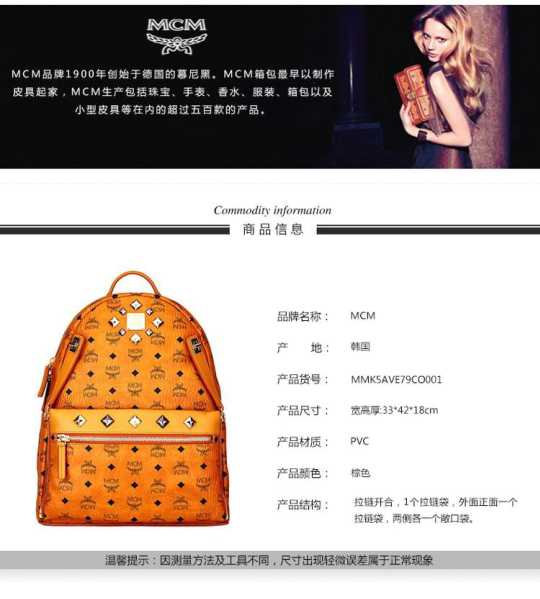 MCM
MCM品牌1900年创始于德国的慕尼黑。MCM箱包最早以制作
皮具起家，MCM生产包括珠宝、手表、香水、服装、箱包以及
小型皮具等在内的超过五百款的产品。
Commodity information
商品信息
品牌名称： MCM
产 地： 韩国
产品货号： MMK5AVE79CO001
产品尺寸： 宽高厚:33*42*18cm
产品材质： PVC
产品颜色： 棕色
产品结构： 拉链开合，1个拉链袋，外面正面一个
拉链袋，两侧各一个敞口袋。
温馨提示：因测量方法及工具不同，尺寸出现轻微误差属于正常现象